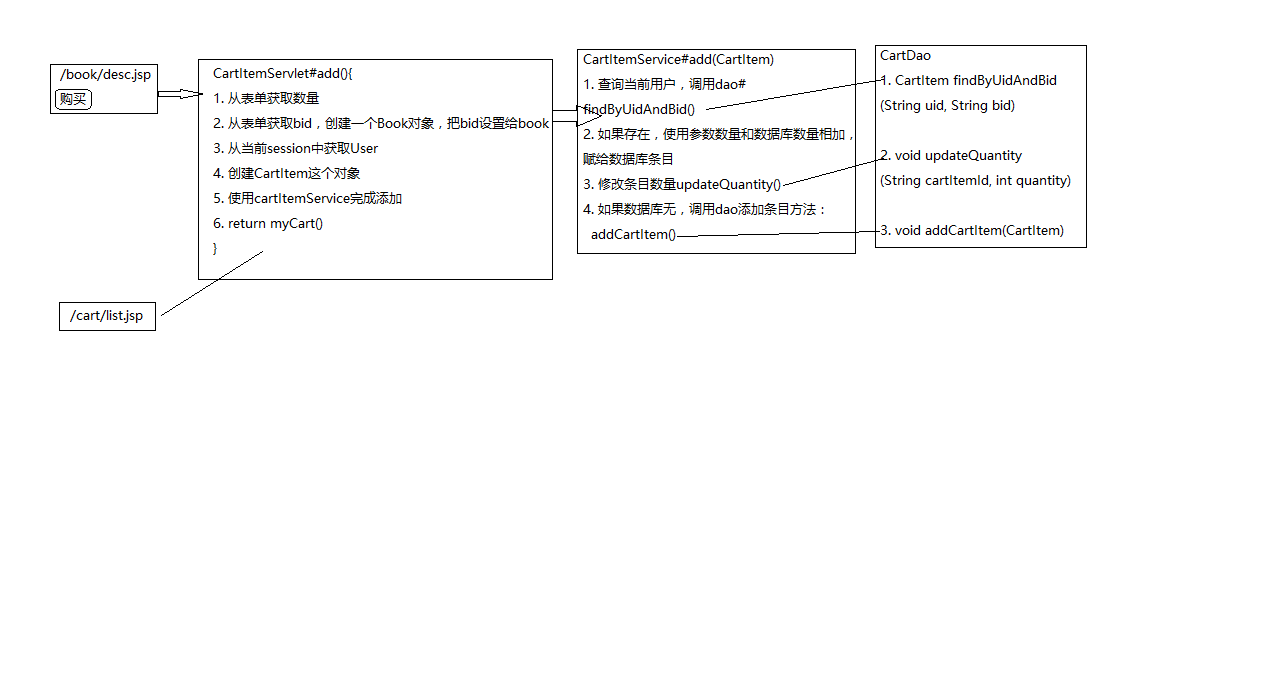 /book/desc.jsp
购买
CartItemServlet#add(){
1. 从表单获取数量
2. 从表单获取bid，创建一个Book对象，把bid设置给book
3. 从当前session中获取User
4. 创建CartItem这个对象
5. 使用cartItemService完成添加
6. return myCart()
}
/cart/list.jsp
CartItemService#add(CartItem)
1. 查询当前用户，调用dao#
findByUidAndBid()
2. 如果存在，使用参数数量和数据库数量相加，
赋给数据库条目
3. 修改条目数量updateQuantity()
4. 如果数据库无，调用dao添加条目方法：
addCartItem()
CartDao
1. CartItem findByUidAndBid
(String uid, String bid)
2. void updateQuantity
(String cartItemId, int quantity)
3. void addCartItem(CartItem)